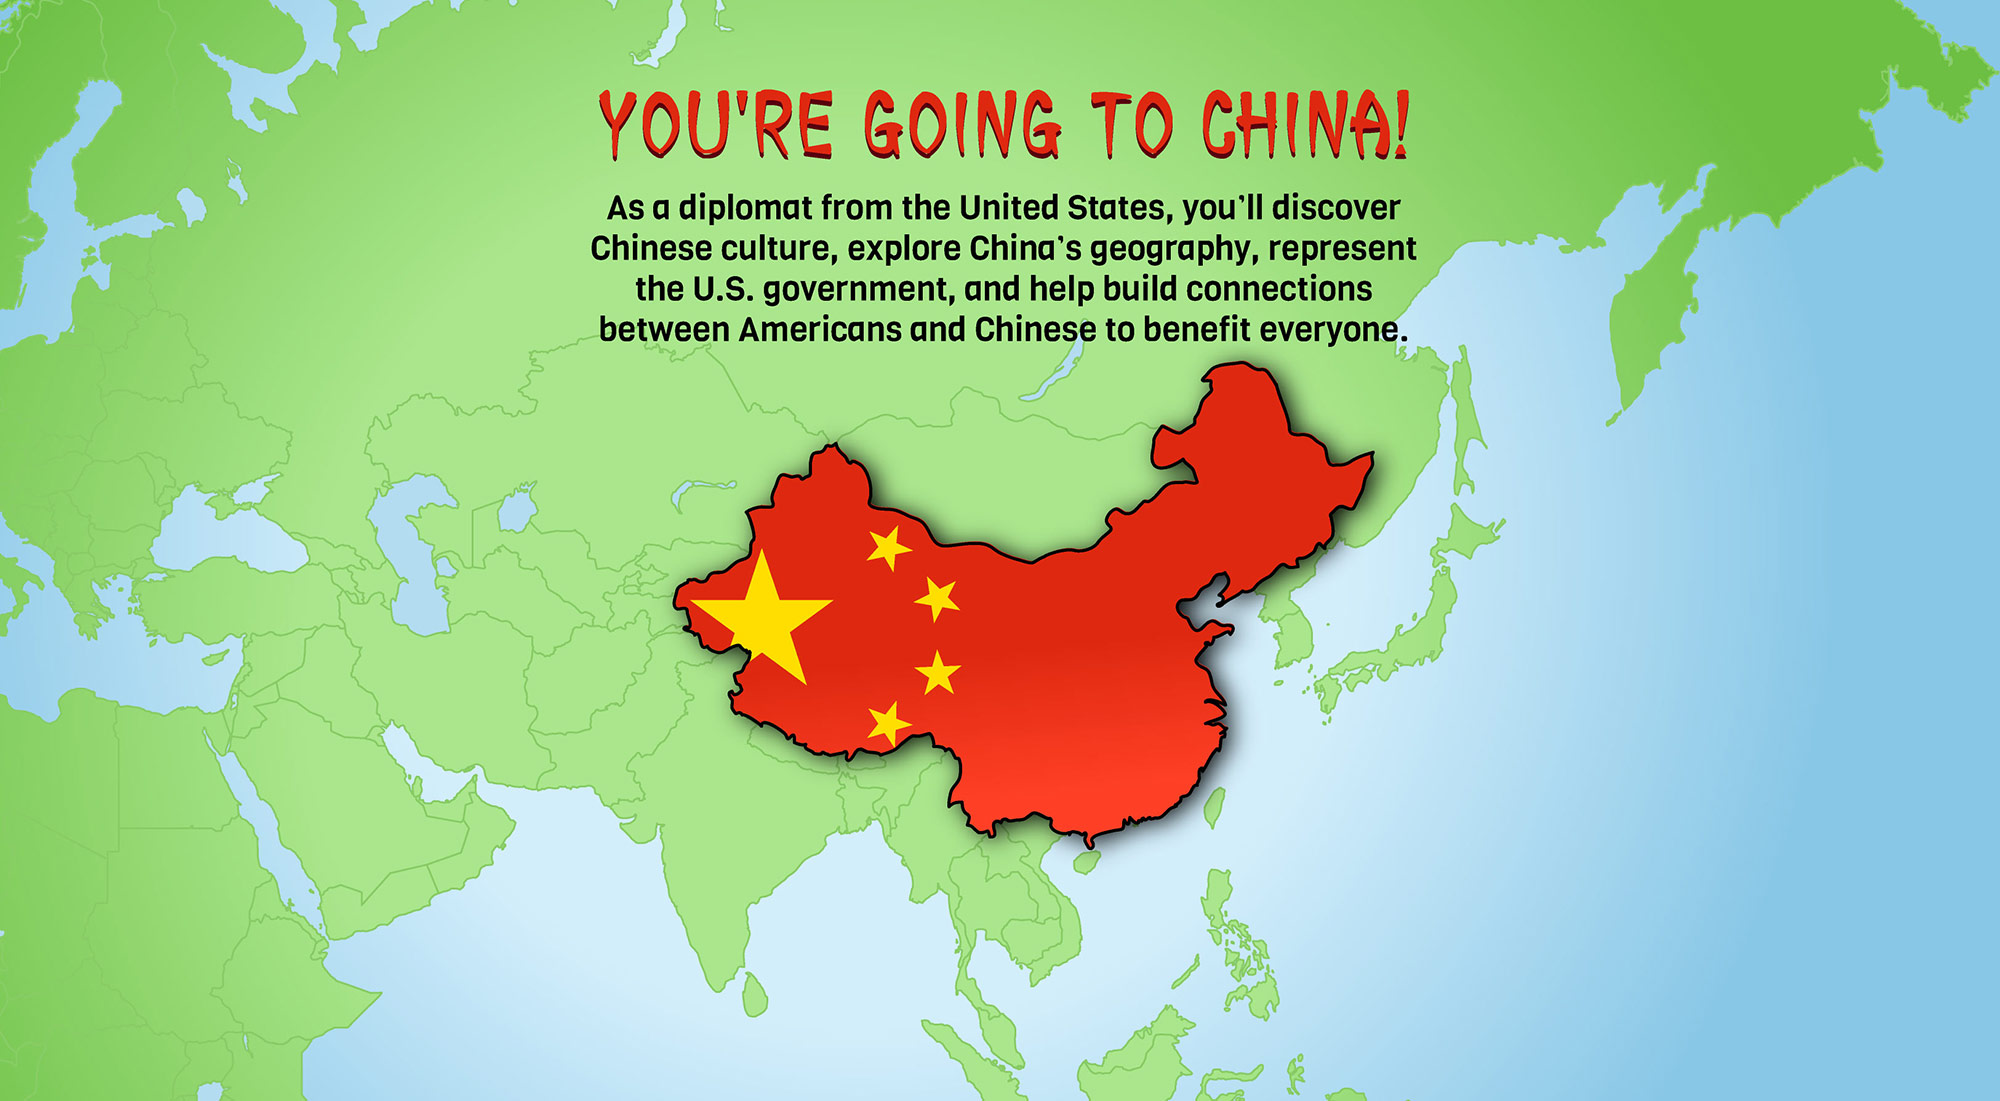 YOU'RE GOING TO CHINA!
As a diplomat from the United States, you’ll discover
Chinese culture, explore China’s geography, represent
the U.S. government, and help build connections
between Americans and Chinese to benefit everyone.